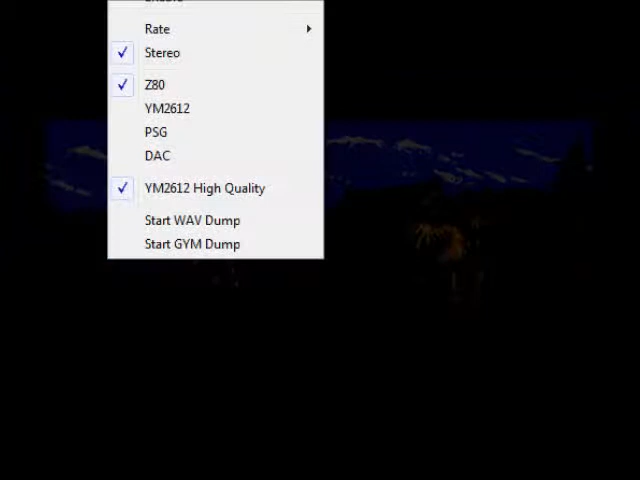 Rate
Stereo
Z80
YM2612
PSG
DAC
YM2612 High Quality
Start WAV Dump
Start GYM Dump